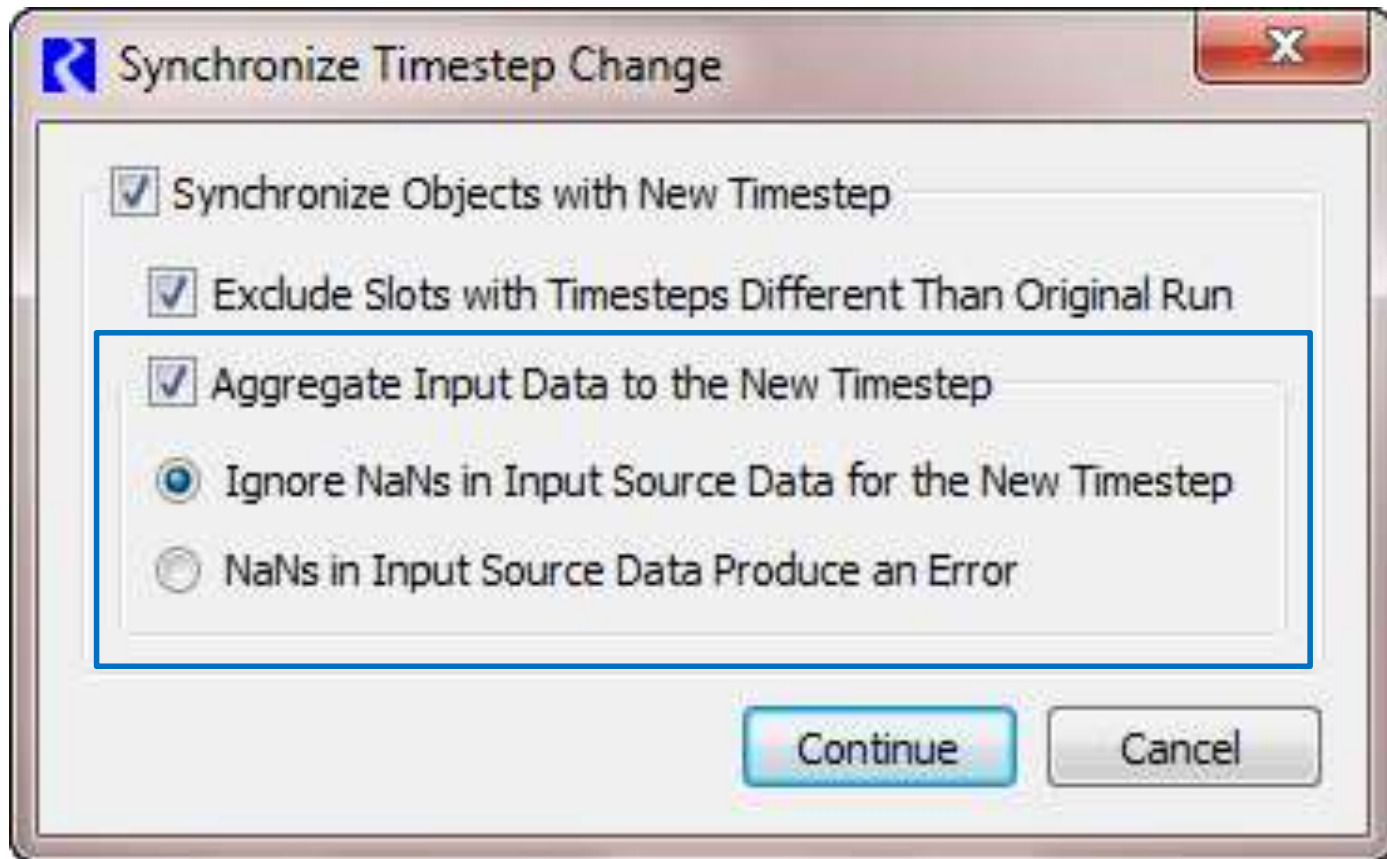 Synchronize Timestep Change
Synchronize Objects with New Timestep
Exclude Slots with Timesteps Different Than Original Run
Aggregate Input Data to the New Timestep
Ignore NaNs in Input Source Data for the New Timestep
NaNs in Input Source Data Produce an Error
Continue Cancel